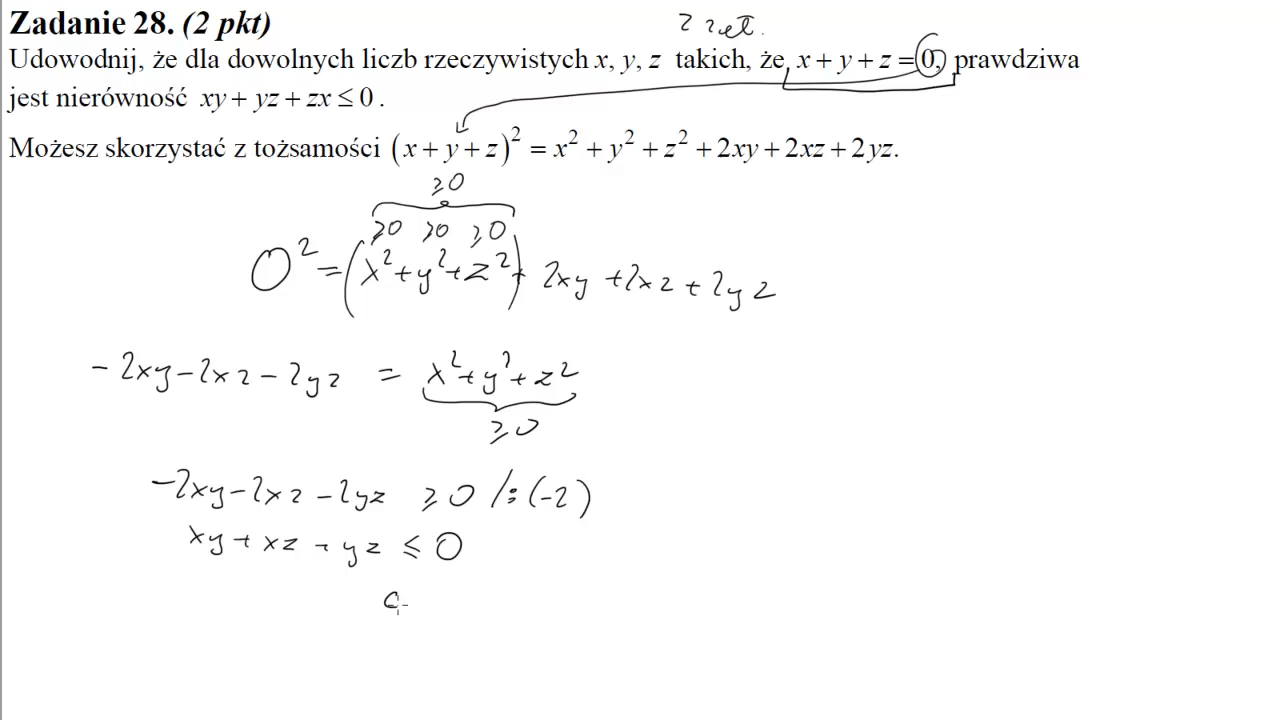 Zadanie 28. (2 pkt)
z zał.
Udowodnij, że dla dowolnych liczb rzeczywistych x, y, z takich, że x + y + z = 0, prawdziwa
jest nierówność xy + yz + zx ≤ 0.
Możesz skorzystać z tożsamości (x + y + z)² = x² + y² + z² + 2xy + 2xz + 2yz.
≥0
≥0 ≥0 ≥0
0² = (x² + y² + z²) + 2xy + 2xz + 2yz
-2xy - 2xz - 2yz = x² + y² + z²
≥0
-2xy - 2xz - 2yz ≥ 0 /:(-2)
xy + xz + yz ≤ 0